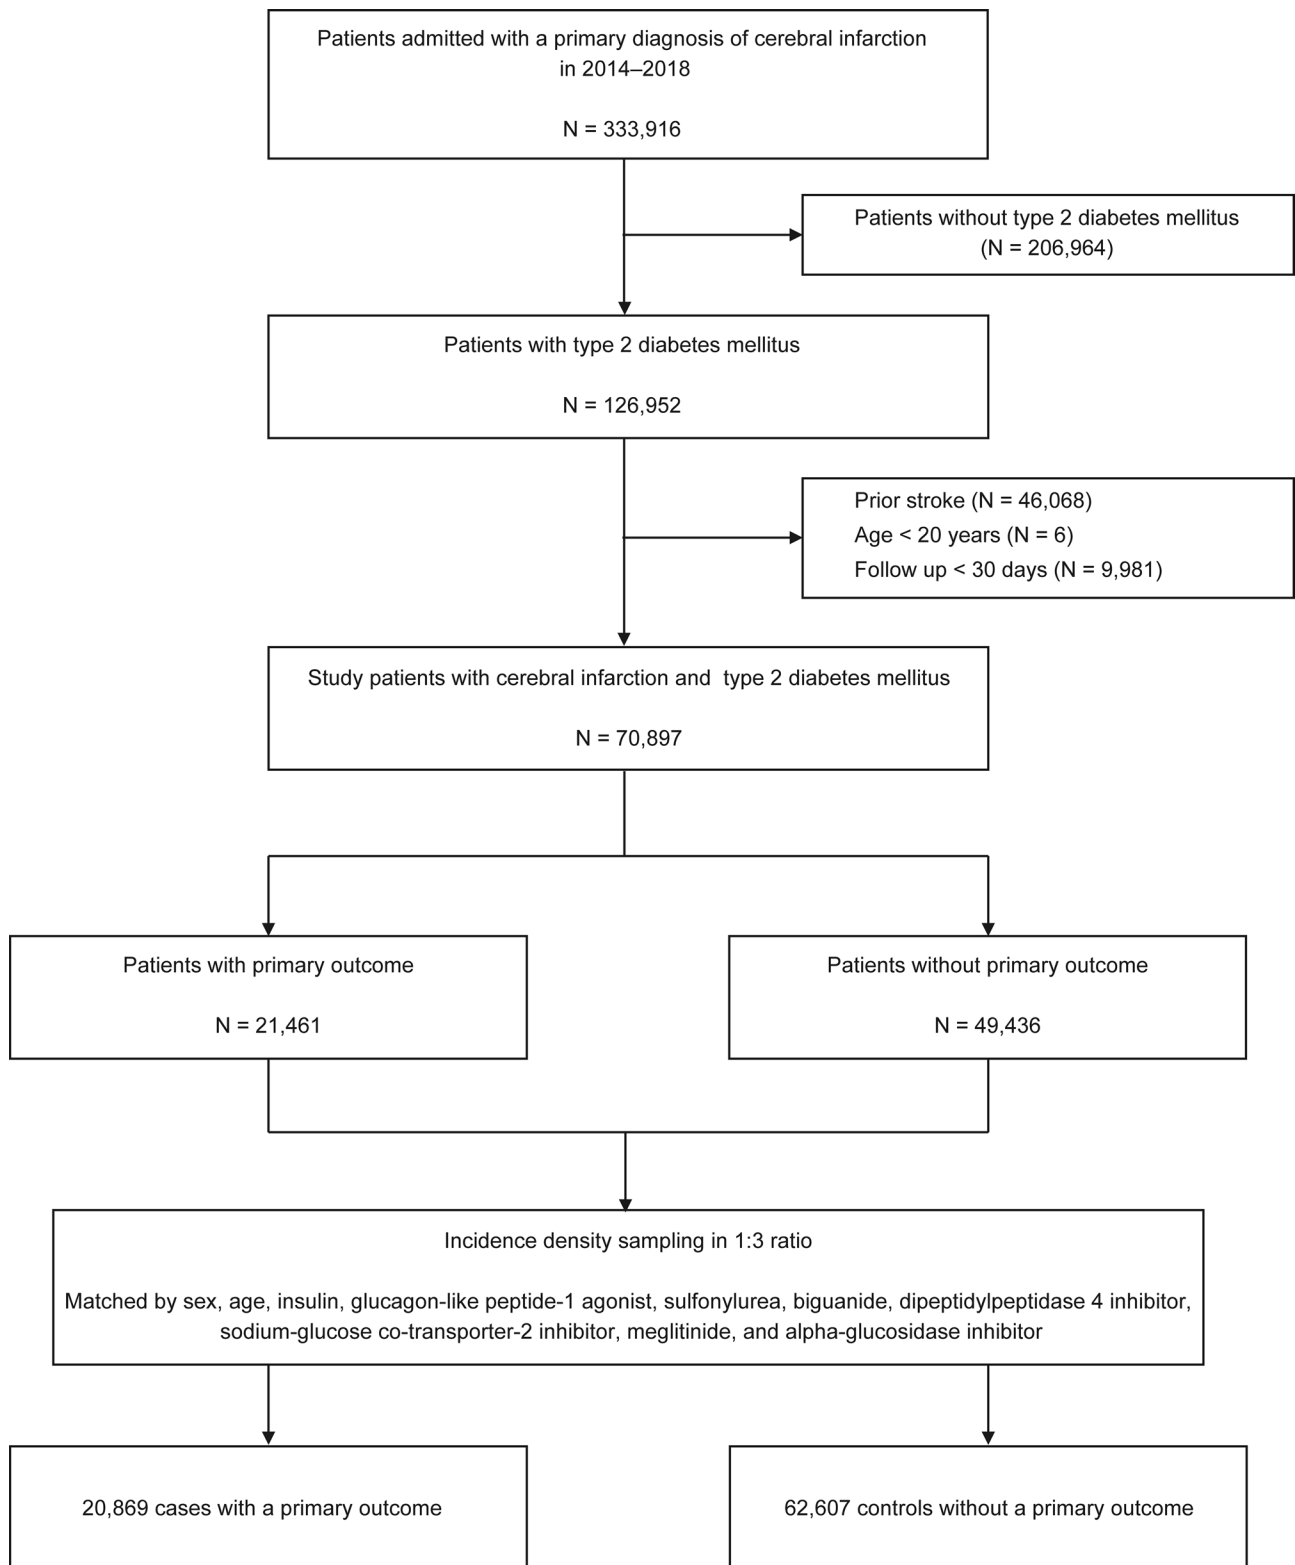 Patients admitted with a primary diagnosis of cerebral infarction
in 2014–2018
N = 333,916
Patients without type 2 diabetes mellitus
(N = 206,964)
Patients with type 2 diabetes mellitus
N = 126,952
Prior stroke (N = 46,068)
Age < 20 years (N = 6)
Follow up < 30 days (N = 9,981)
Study patients with cerebral infarction and type 2 diabetes mellitus
N = 70,897
Patients with primary outcome
N = 21,461
Patients without primary outcome
N = 49,436
Incidence density sampling in 1:3 ratio
Matched by sex, age, insulin, glucagon-like peptide-1 agonist, sulfonylurea, biguanide, dipeptidylpeptidase 4 inhibitor,
sodium-glucose co-transporter-2 inhibitor, meglitinide, and alpha-glucosidase inhibitor
20,869 cases with a primary outcome
62,607 controls without a primary outcome